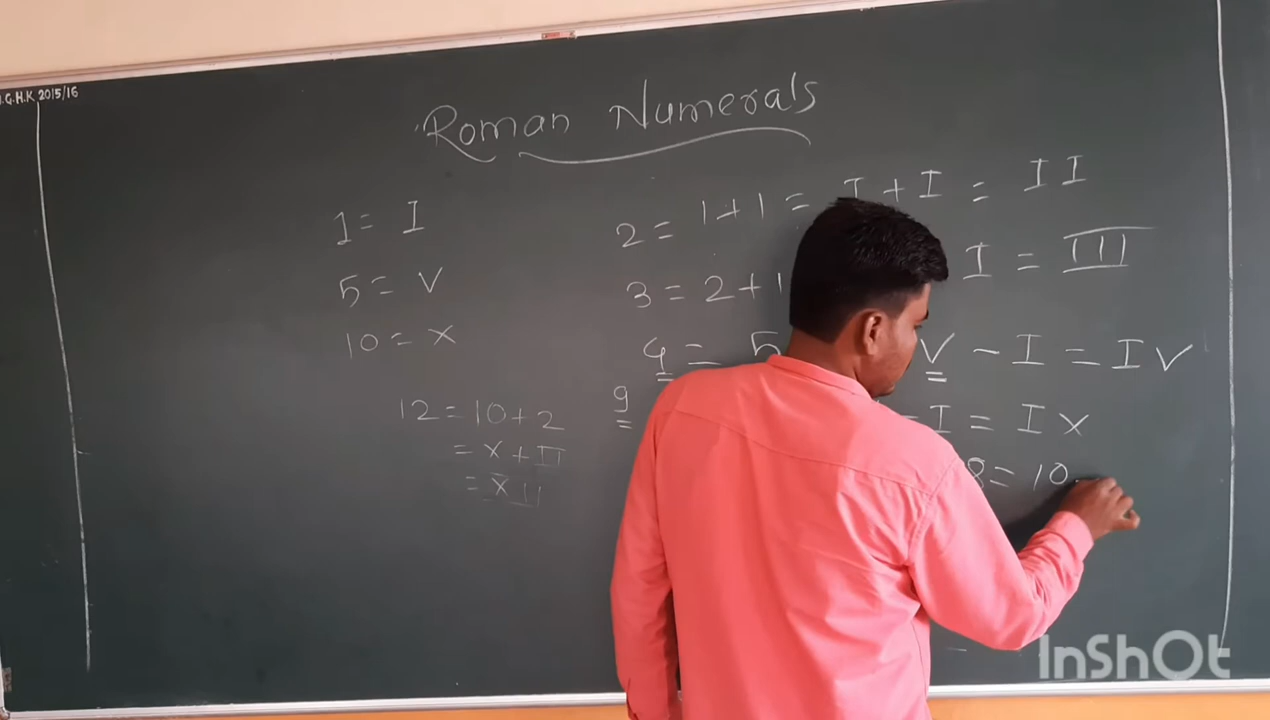 .G.H.K 2015/16
Roman Numerals
1 = I
5 = V
10 = X
12 = 10 + 2
= X + II
= X II
2 = 1 + 1 = I + I = II
3 = 2 + 1 I = III
4 = 5 V - I = IV
9 - I = IX
8 = 10
InShOt